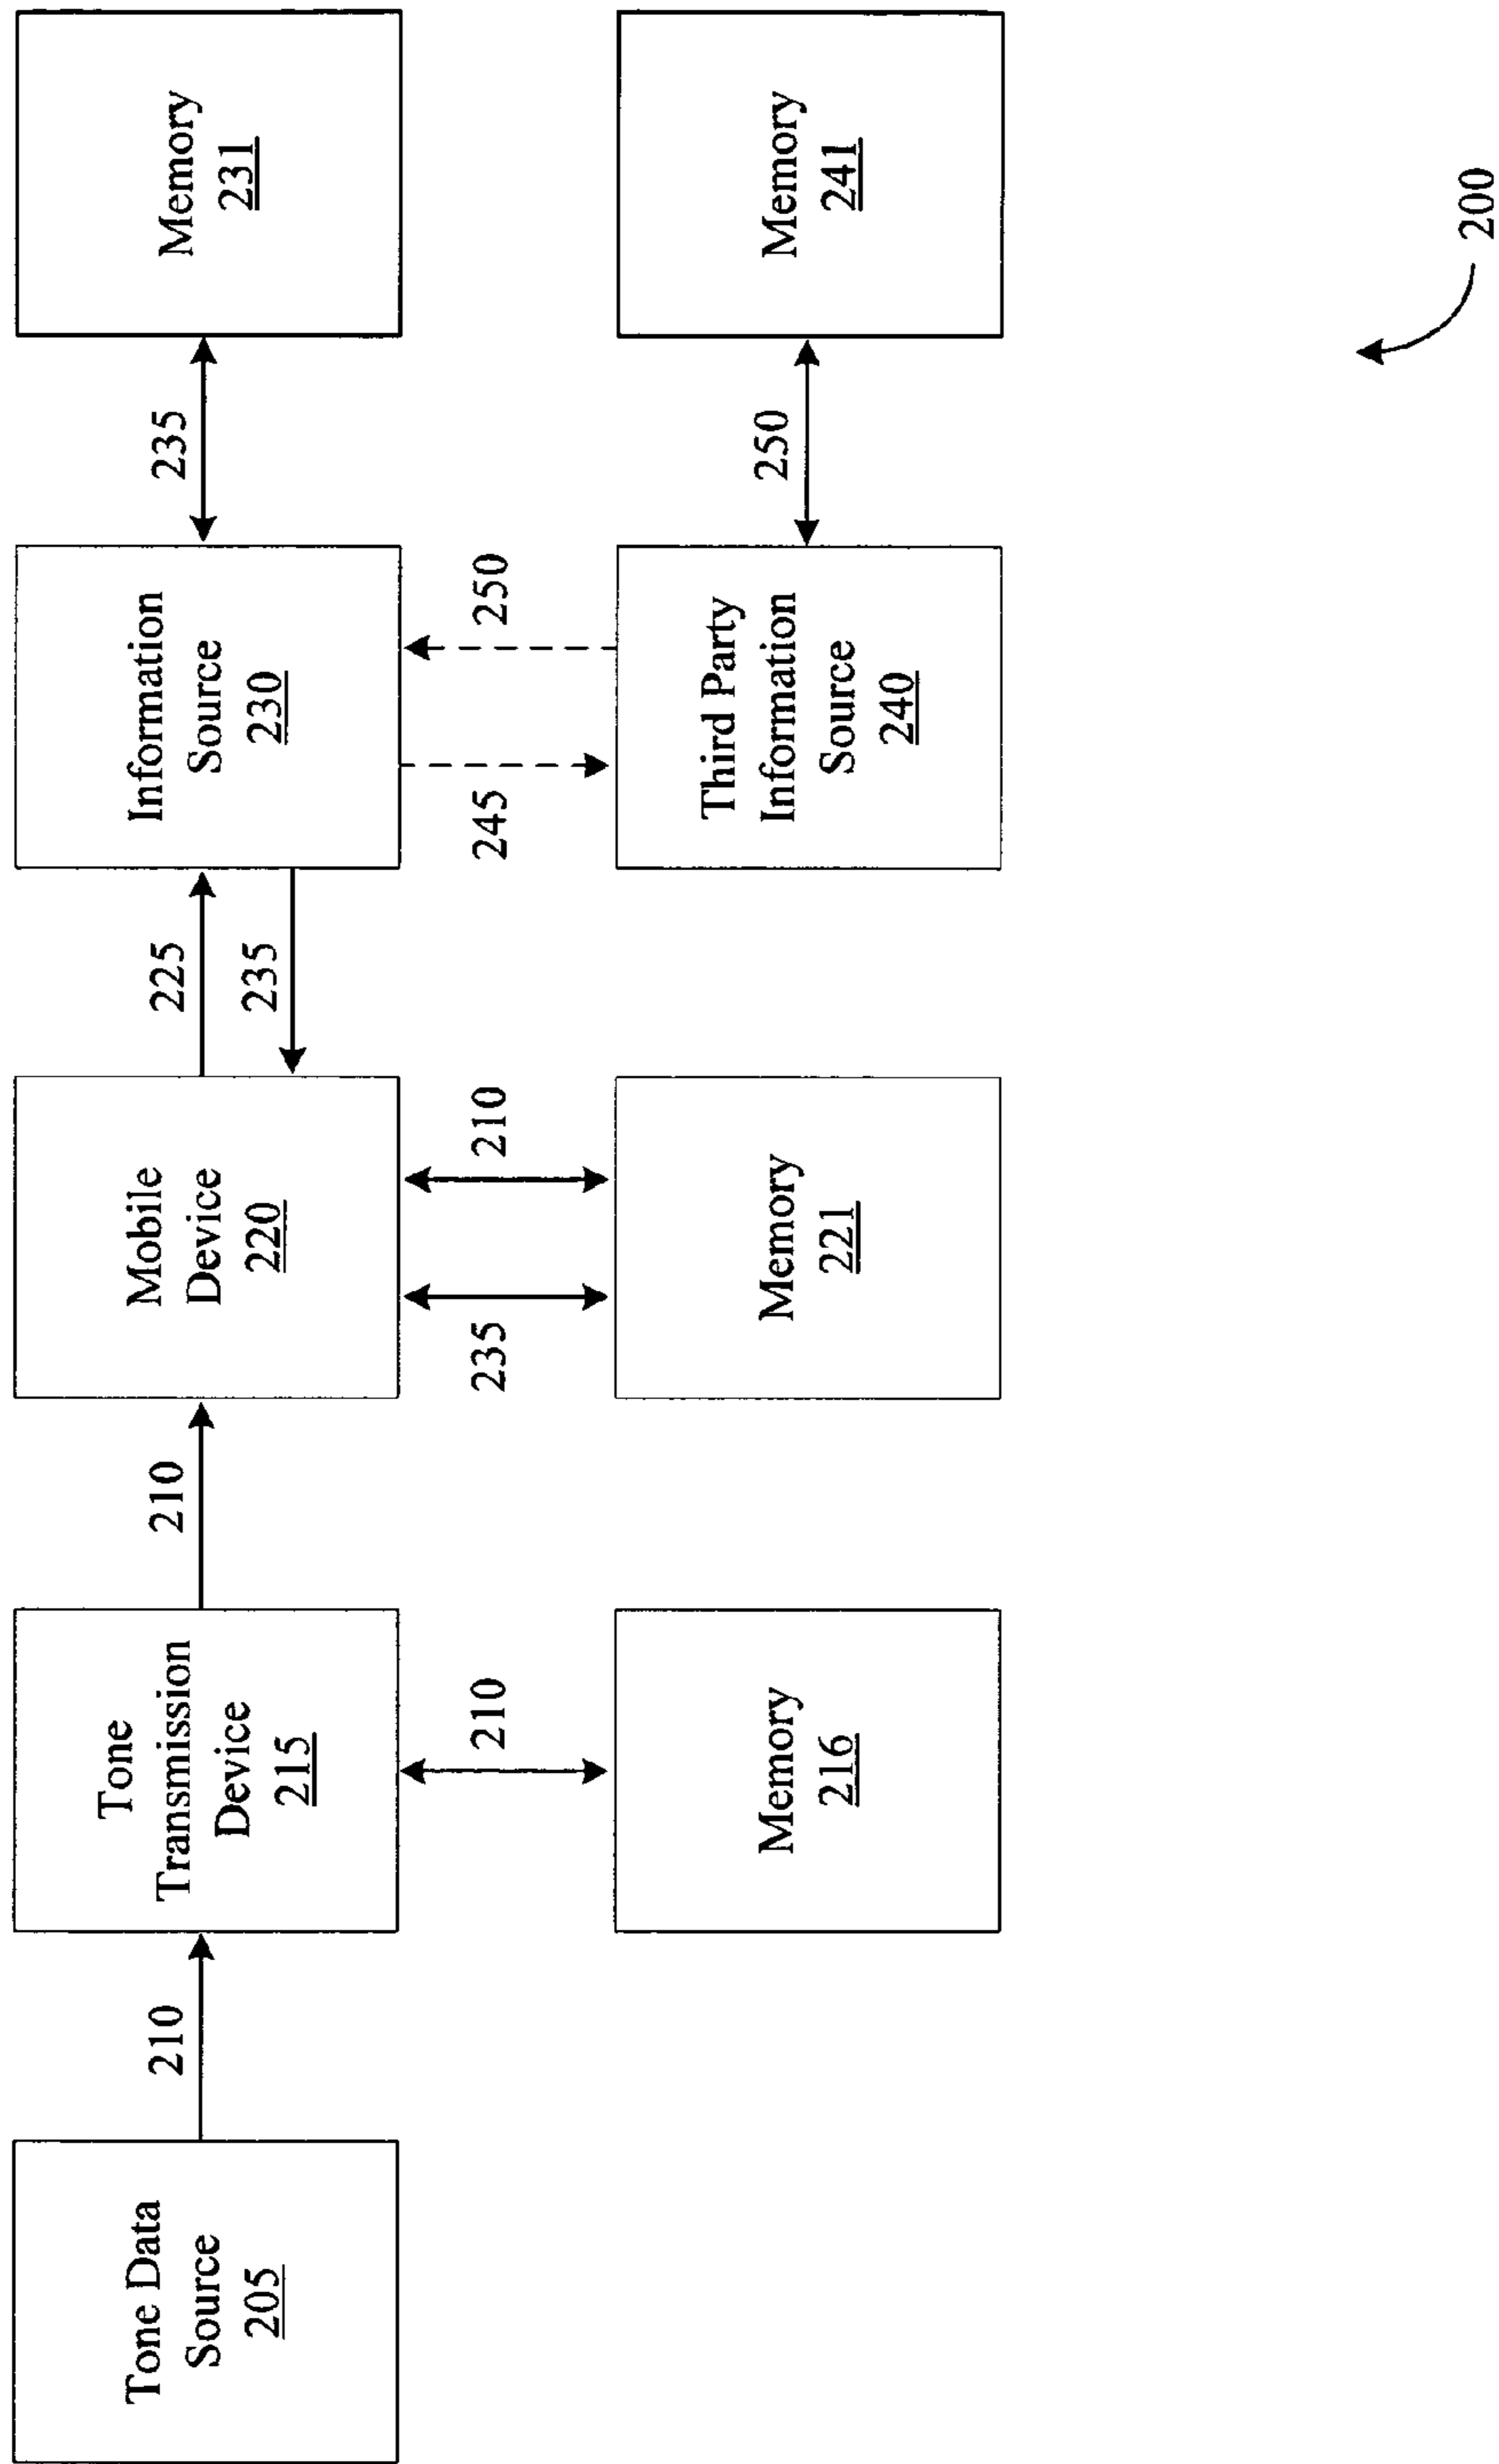 Tone Data
Source
205
210
Tone
Transmission
Device
215
210
Memory
216
210
Mobile
Device
220
235
210
Memory
221
225
235
Information
Source
230
245
250
Third Party
Information
Source
240
235
Memory
231
250
Memory
241
200